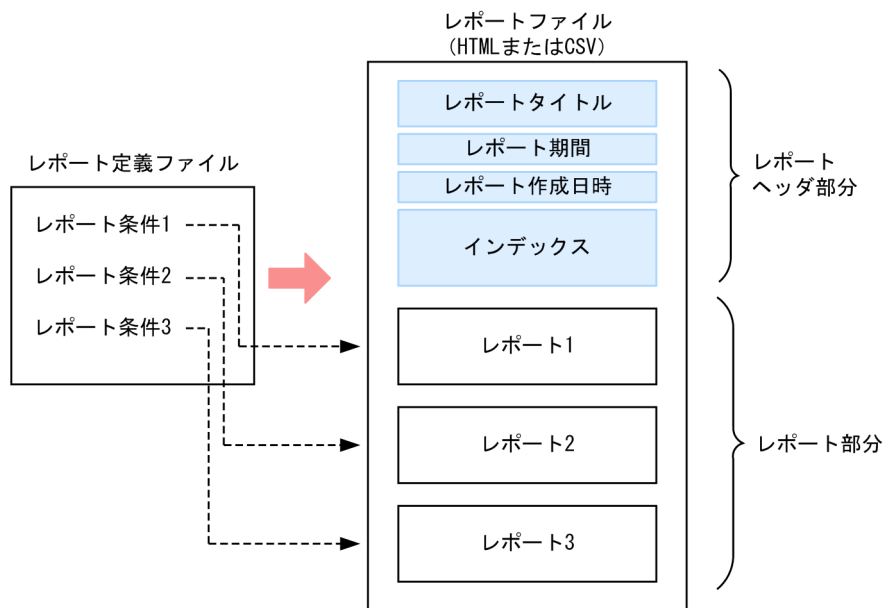 レポートファイル
(HTMLまたはCSV)
レポートタイトル
レポート期間
レポート作成日時
インデックス
レポート
ヘッダ部分
レポート定義ファイル
レポート条件1
レポート条件2
レポート条件3
レポート1
レポート2
レポート3
レポート部分